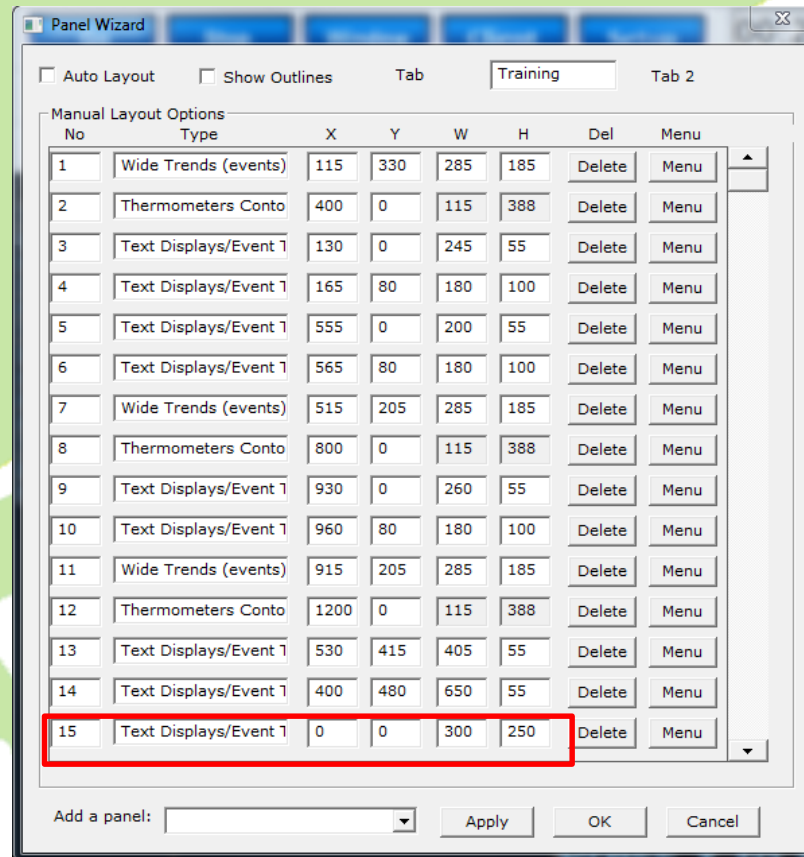 Panel Wizard
Auto Layout Show Outlines Tab Training Tab 2
Manual Layout Options
No Type X Y W H Del Menu
1 Wide Trends (events) 115 330 285 185 Delete Menu
2 Thermometers Conto 400 0 115 388 Delete Menu
3 Text Displays/Event T 130 0 245 55 Delete Menu
4 Text Displays/Event T 165 80 180 100 Delete Menu
5 Text Displays/Event T 555 0 200 55 Delete Menu
6 Text Displays/Event T 565 80 180 100 Delete Menu
7 Wide Trends (events) 515 205 285 185 Delete Menu
8 Thermometers Conto 800 0 115 388 Delete Menu
9 Text Displays/Event T 930 0 260 55 Delete Menu
10 Text Displays/Event T 960 80 180 100 Delete Menu
11 Wide Trends (events) 915 205 285 185 Delete Menu
12 Thermometers Conto 1200 0 115 388 Delete Menu
13 Text Displays/Event T 530 415 405 55 Delete Menu
14 Text Displays/Event T 400 480 650 55 Delete Menu
15 Text Displays/Event T 0 0 300 250 Delete Menu
Add a panel: Apply OK Cancel